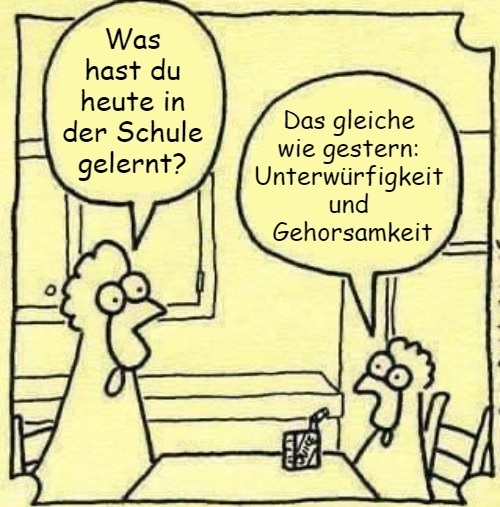 Was
hast du
heute in
der Schule
gelernt?
Das gleiche
wie gestern:
Unterwürfigkeit
und
Gehorsamkeit